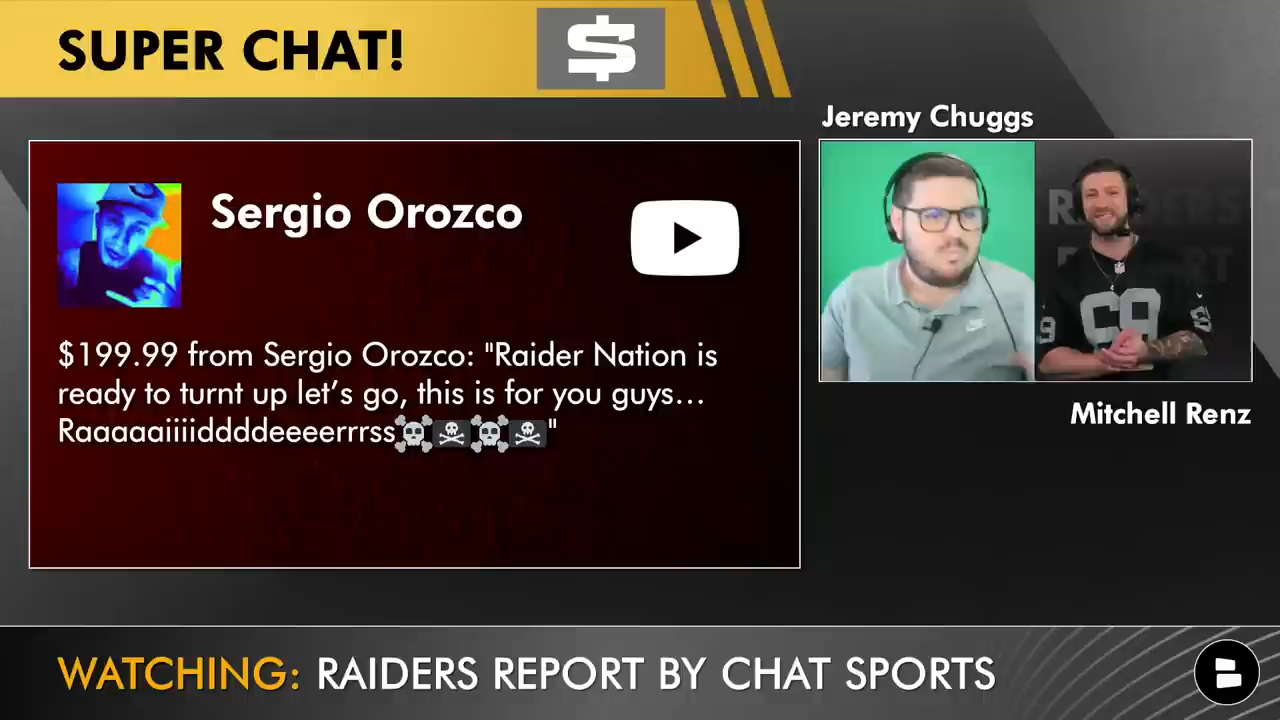 SUPER CHAT!
$
Jeremy Chuggs
Sergio Orozco
$199.99 from Sergio Orozco: "Raider Nation is
ready to turnt up let’s go, this is for you guys…
Raaaaaiiiiddddeeeerrrss☠️🏴‍☠️☠️🏴‍☠️"
69
Mitchell Renz
WATCHING: RAIDERS REPORT BY CHAT SPORTS